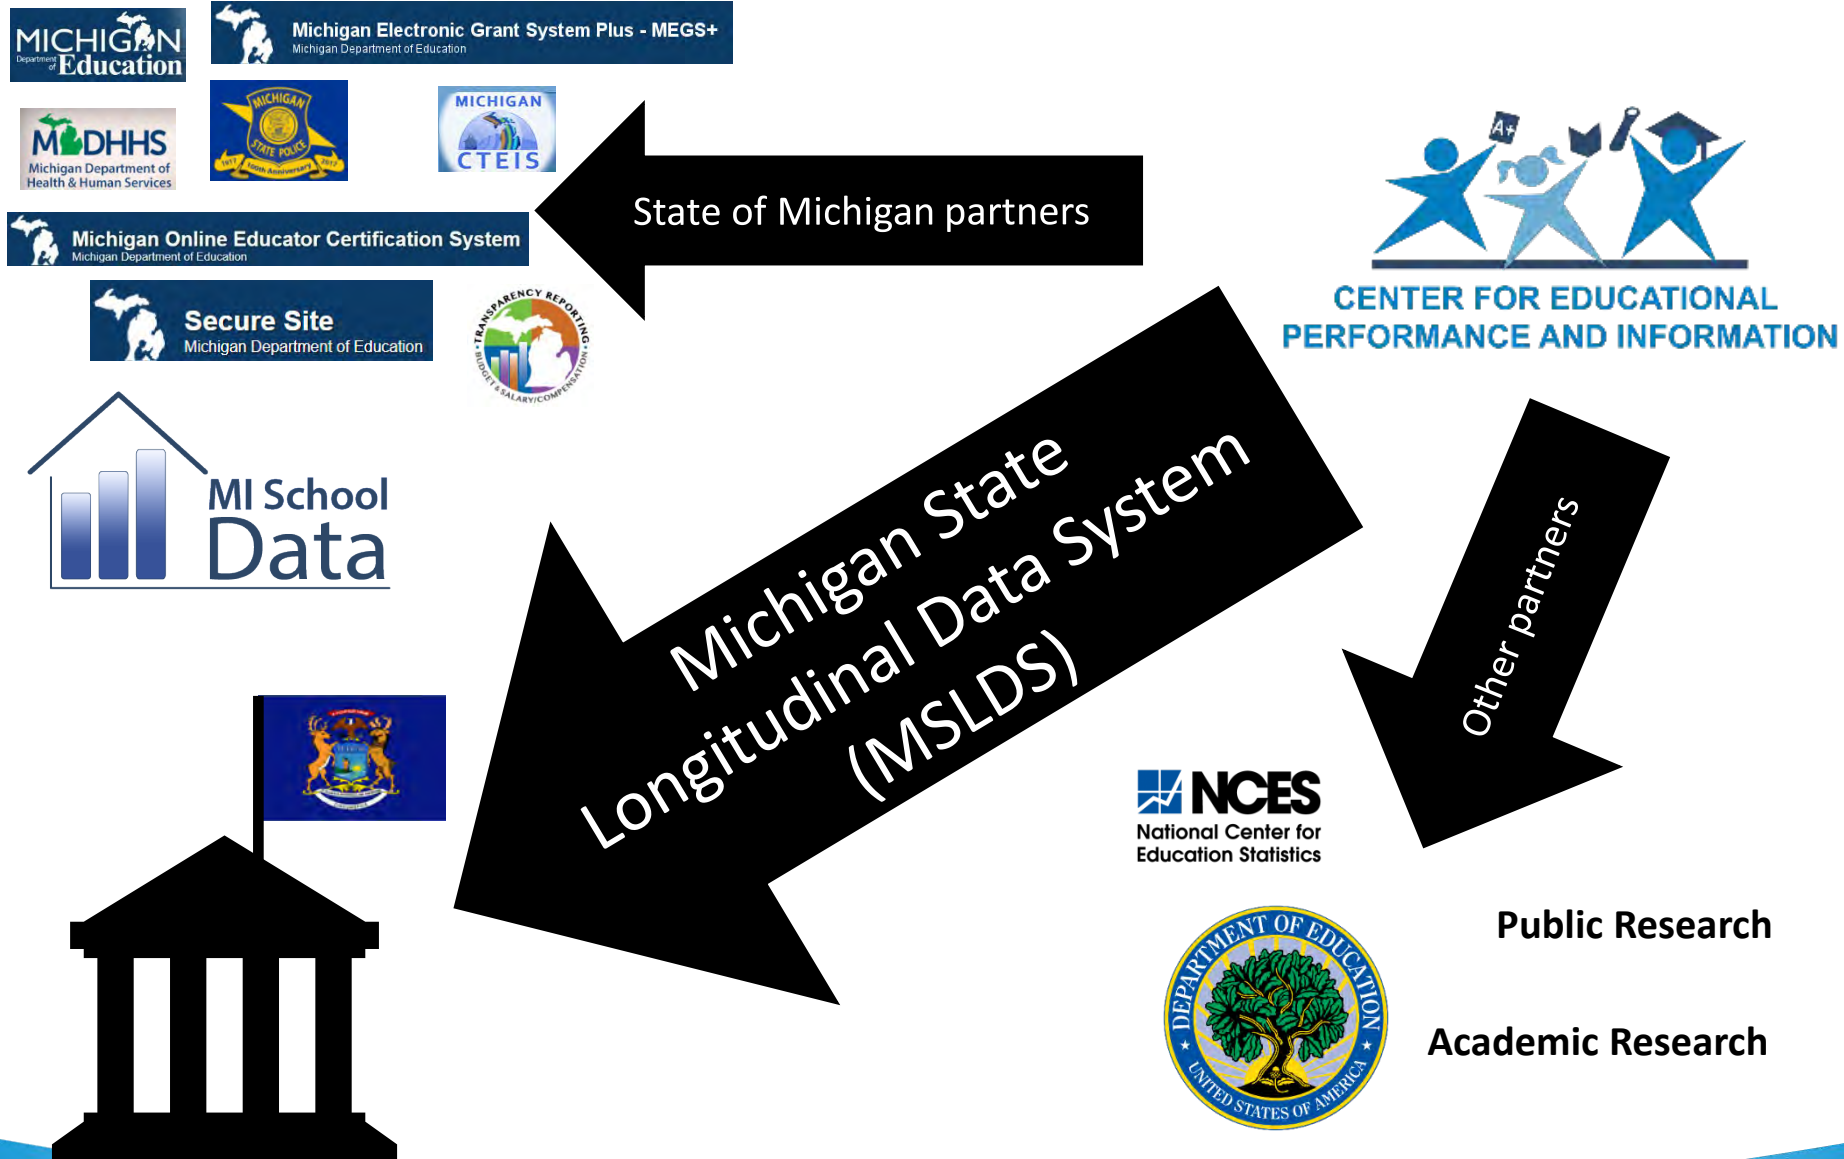 MICHIGAN
Department of Education
Michigan Electronic Grant System Plus - MEGS+
Michigan Department of Education
MDHHS
Michigan Department of
Health & Human Services
MICHIGAN
STATE POLICE
1917 100th Anniversary 2017
MICHIGAN
CTEIS
Michigan Online Educator Certification System
Michigan Department of Education
Secure Site
Michigan Department of Education
TRANSPARENCY REPORTING
BUDGET & SALARY/COMPENSATION
State of Michigan partners
A+
CENTER FOR EDUCATIONAL
PERFORMANCE AND INFORMATION
MI School
Data
Michigan State
Longitudinal Data System
(MSLDS)
Other partners
NCES
National Center for
Education Statistics
DEPARTMENT OF EDUCATION
UNITED STATES OF AMERICA
Public Research
Academic Research